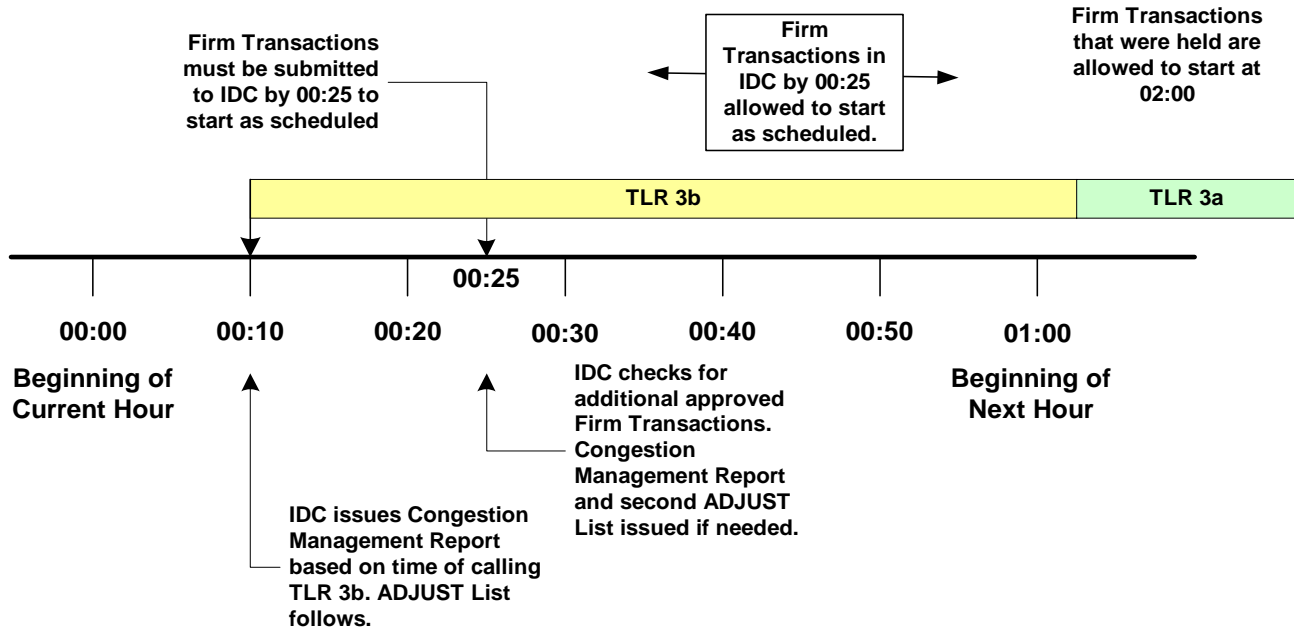 Firm Transactions
must be submitted
to IDC by 00:25 to
start as scheduled
Firm
Transactions in
IDC by 00:25
allowed to start
as scheduled.
Firm Transactions
that were held are
allowed to start at
02:00
TLR 3b
TLR 3a
00:25
00:00
00:10
00:20
00:30
00:40
00:50
01:00
Beginning of
Current Hour
Beginning of
Next Hour
IDC issues Congestion
Management Report
based on time of calling
TLR 3b. ADJUST List
follows.
IDC checks for
additional approved
Firm Transactions.
Congestion
Management Report
and second ADJUST
List issued if needed.